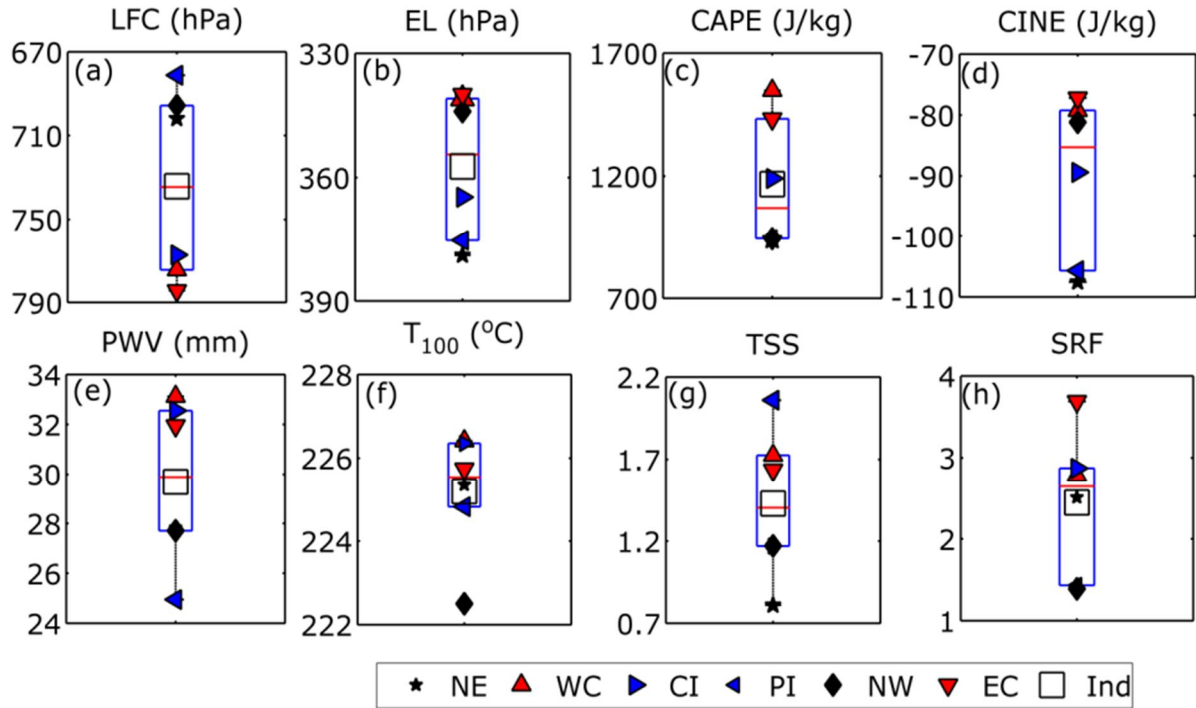 LFC (hPa) EL (hPa) CAPE (J/kg) CINE (J/kg)
670 330 1700 -70
(a) (b) (c) (d)
-80
710
360 1200 -90
750
-100
790 390 700 -110
PWV (mm) T100 (oC) TSS SRF
34 228 2.2 4
(e) (f) (g) (h)
32
226 1.7 3
30
28
224 1.2 2
26
24 222 0.7 1
NE WC CI PI NW EC Ind